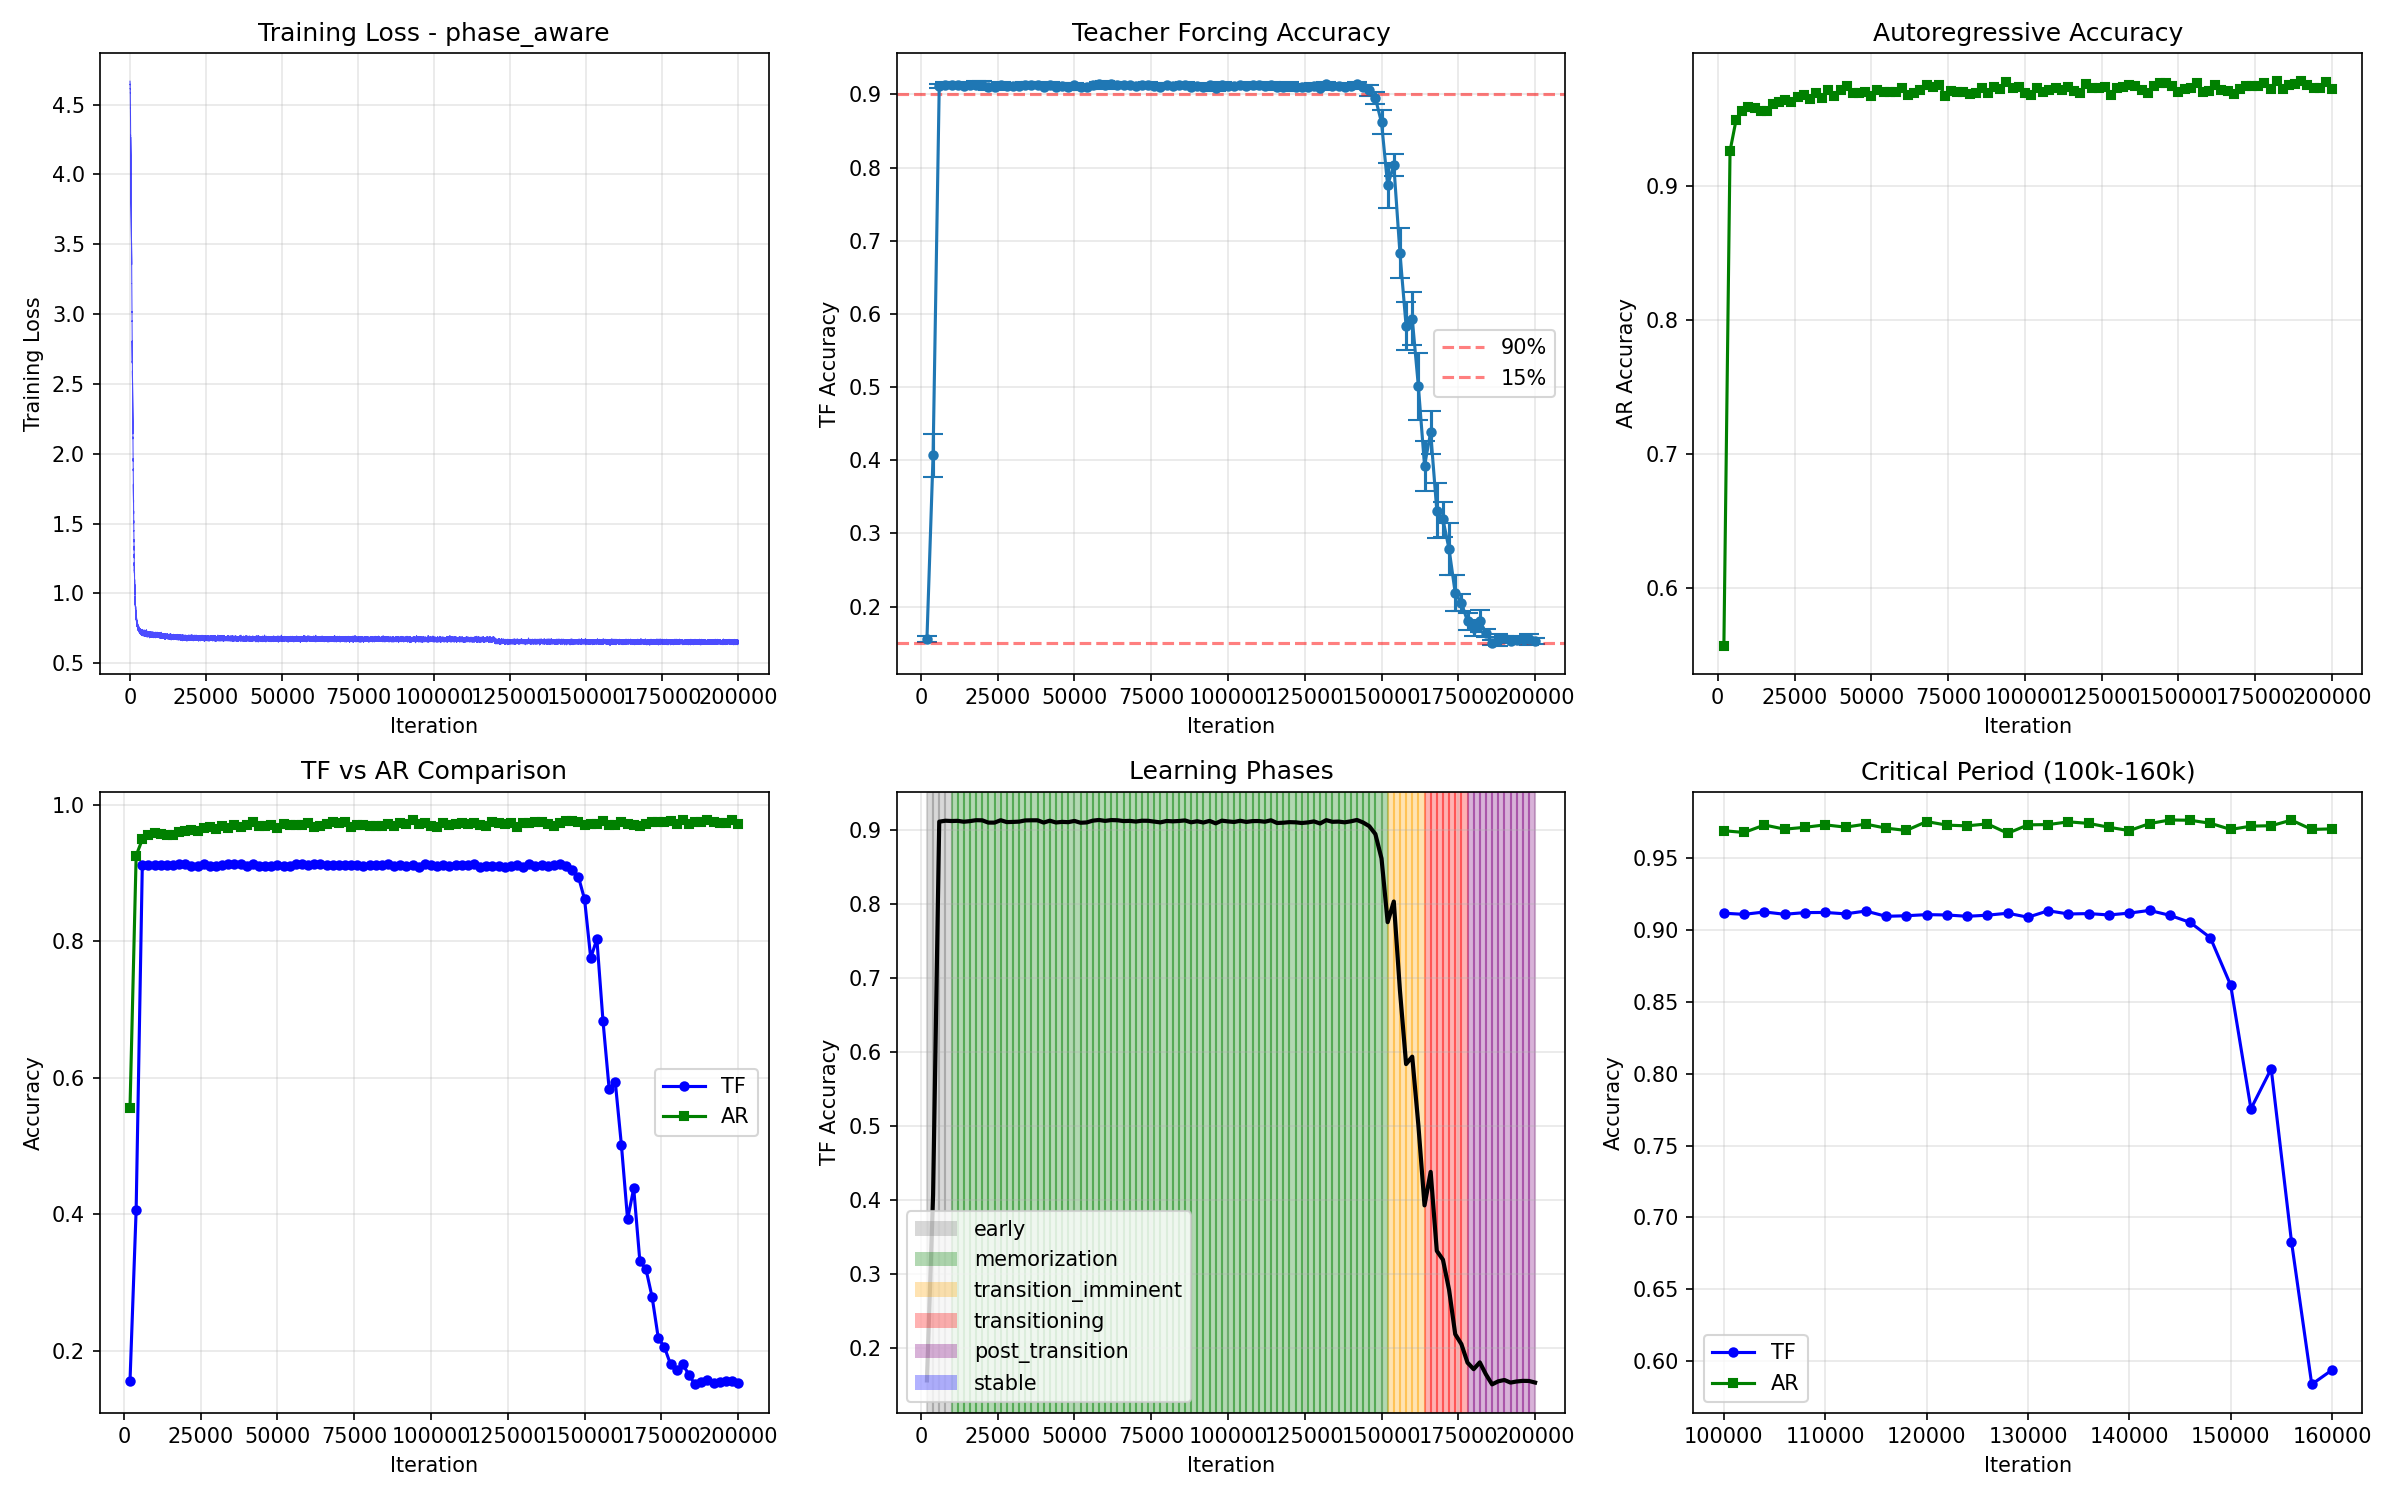 Training Loss - phase_aware
4.5
4.0
3.5
3.0
2.5
2.0
1.5
1.0
0.5
Training Loss
0 25000 50000 75000 100000 125000 150000 175000 200000
Iteration
Teacher Forcing Accuracy
0.9
0.8
0.7
0.6
0.5
0.4
0.3
0.2
TF Accuracy
90%
15%
0 25000 50000 75000 100000 125000 150000 175000 200000
Iteration
Autoregressive Accuracy
0.9
0.8
0.7
0.6
AR Accuracy
0 25000 50000 75000 100000 125000 150000 175000 200000
Iteration
TF vs AR Comparison
1.0
0.8
0.6
0.4
0.2
Accuracy
TF
AR
0 25000 50000 75000 100000 125000 150000 175000 200000
Iteration
Learning Phases
0.9
0.8
0.7
0.6
0.5
0.4
0.3
0.2
TF Accuracy
early
memorization
transition_imminent
transitioning
post_transition
stable
0 25000 50000 75000 100000 125000 150000 175000 200000
Iteration
Critical Period (100k-160k)
0.95
0.90
0.85
0.80
0.75
0.70
0.65
0.60
Accuracy
TF
AR
100000 110000 120000 130000 140000 150000 160000
Iteration